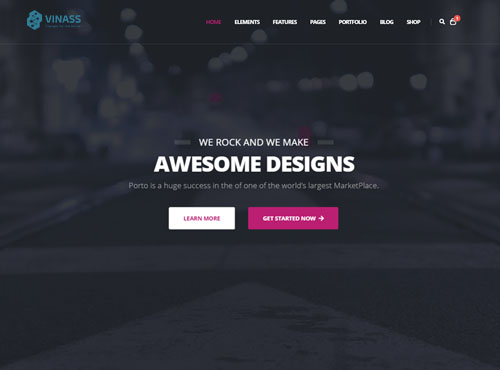 VINASS
HOME ELEMENTS FEATURES PAGES PORTFOLIO BLOG SHOP
WE ROCK AND WE MAKE
AWESOME DESIGNS
Porto is a huge success in the of one of the world's largest MarketPlace.
LEARN MORE GET STARTED NOW